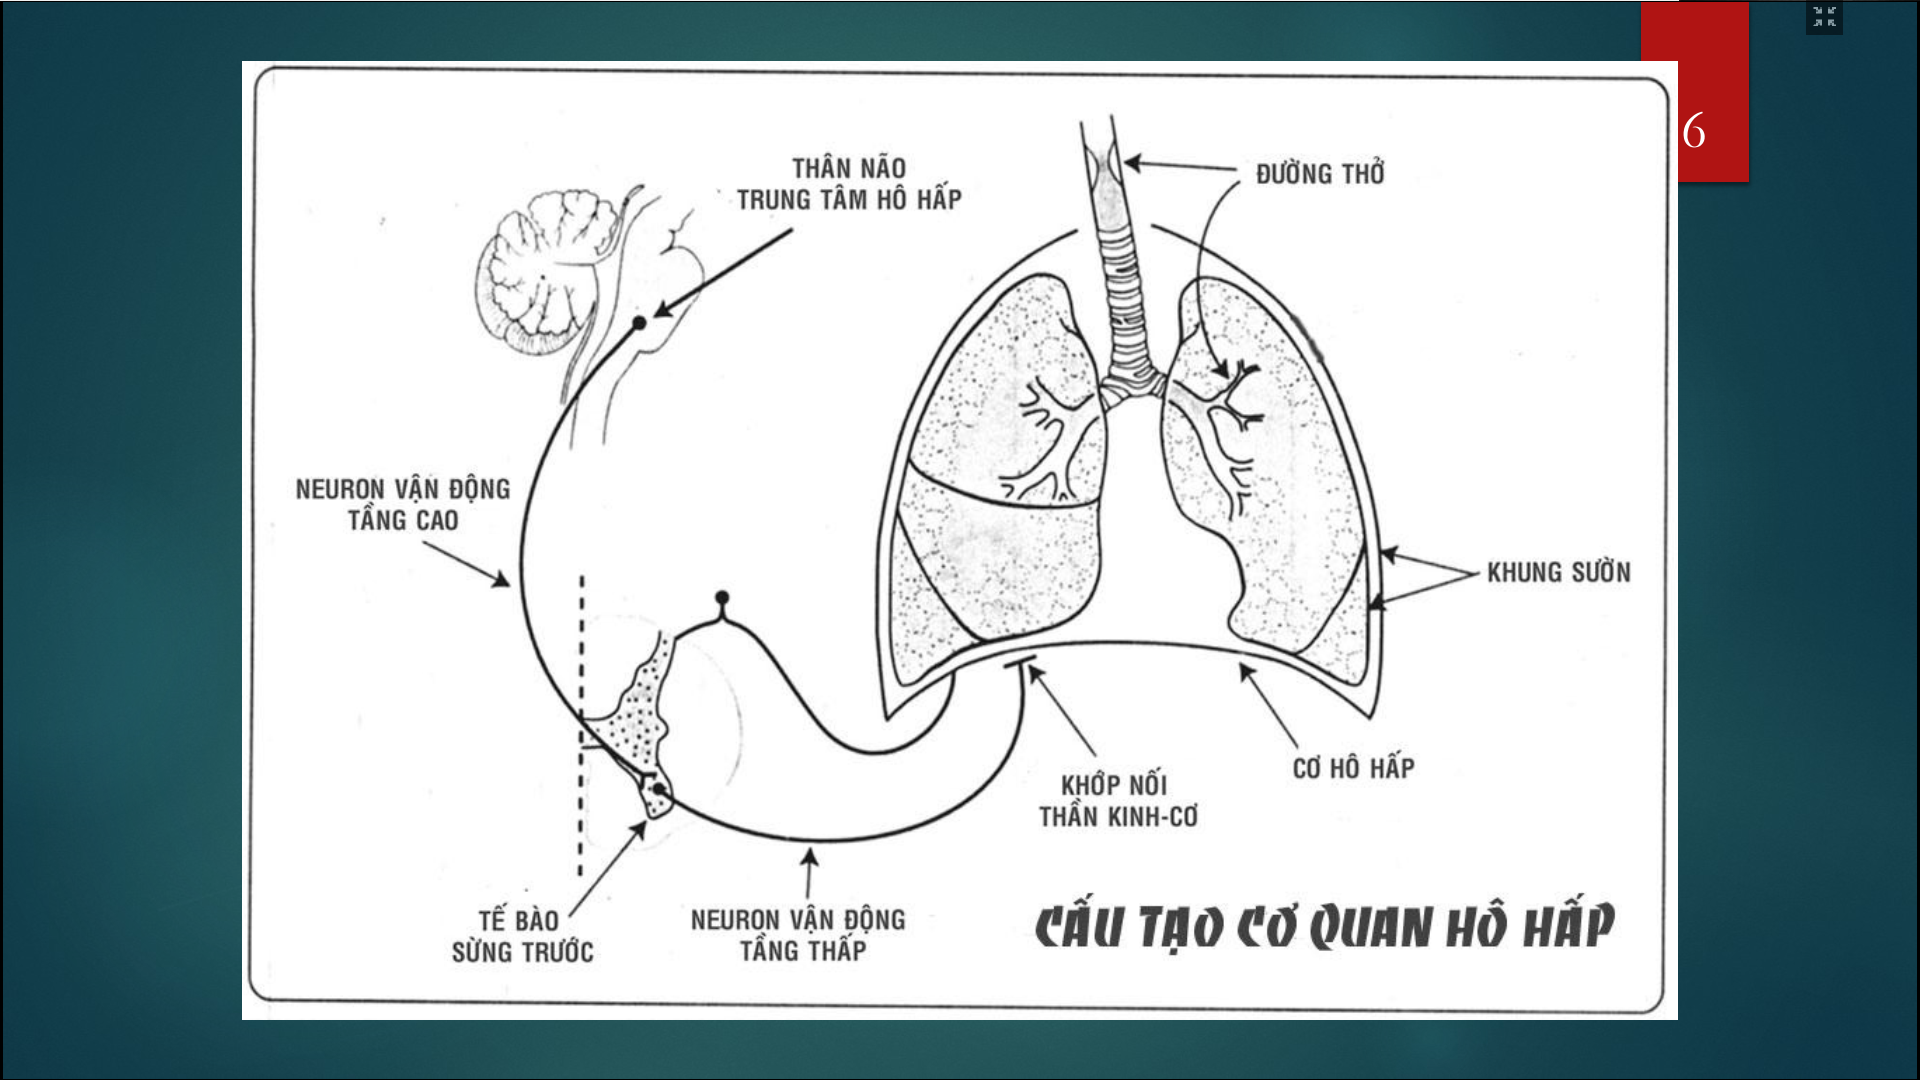 6
THÂN NÃO
TRUNG TÂM HÔ HẤP
ĐƯỜNG THỞ
NEURON VẬN ĐỘNG
TẦNG CAO
KHUNG SƯỜN
CƠ HÔ HẤP
KHỚP NỐI
THẦN KINH-CƠ
TẾ BÀO
SỪNG TRƯỚC
NEURON VẬN ĐỘNG
TẦNG THẤP
CẤU TẠO CƠ QUAN HÔ HẤP